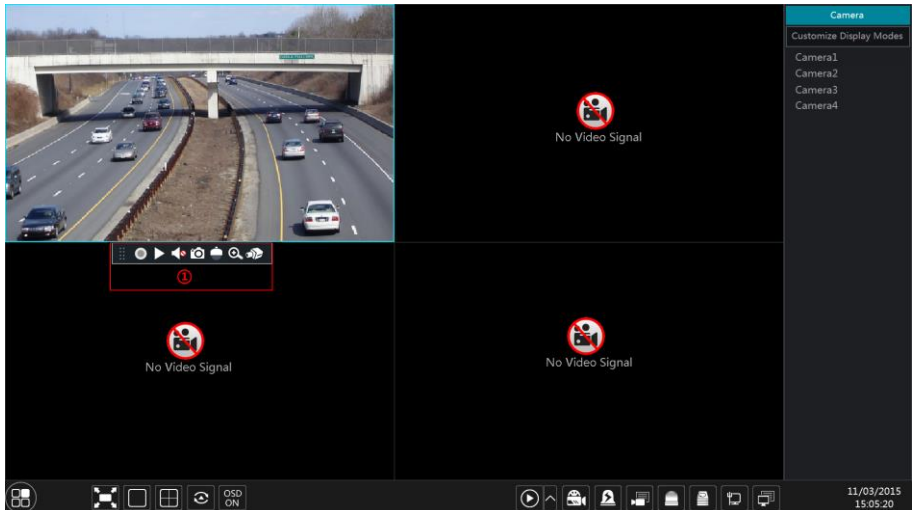 Camera
Customize Display Modes
Camera1
Camera2
Camera3
Camera4
No Video Signal
①
No Video Signal
No Video Signal
OSD
ON
11/03/2015
15:05:20